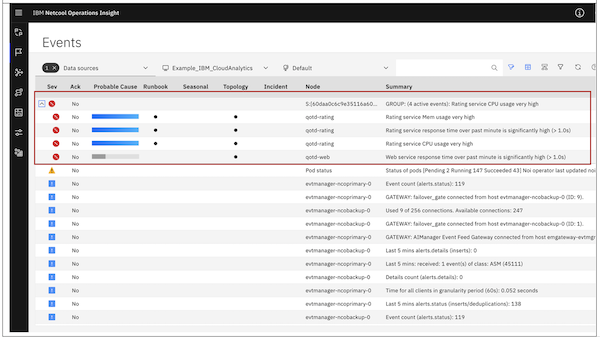 IBM Netcool Operations Insight
Events
1 × Data sources Example_IBM_CloudAnalytics Default
Sev Ack Probable Cause Runbook Seasonal Topology Incident Node Summary
No S:{60daa0c6c9e35116a60... GROUP: (4 active events): Rating service CPU usage very high
No qotd-rating Rating service Mem usage very high
No qotd-rating Rating service response time over past minute is significantly high (> 1.0s)
No qotd-rating Rating service CPU usage very high
No qotd-web Web service response time over past minute is significantly high (> 1.0s)
No Pod status Status of pods [Pending 2 Running 147 Succeeded 43] Noi operator last updated noi
No evtmanager-ncoprimary-0 Event count (alerts.status): 119
No evtmanager-ncoprimary-0 GATEWAY: failover_gate connected from host evtmanager-ncobackup-0 (ID: 9).
No evtmanager-ncobackup-0 Used 9 of 256 connections. Available connections: 247
No evtmanager-ncobackup-0 GATEWAY: failover_gate connected from host evtmanager-ncobackup-0 (ID: 1).
No evtmanager-ncoprimary-0 GATEWAY: AIManager Event Feed Gateway connected from host
No evtmanager-ncobackup-0 Last 5 mins alerts.details (inserts): 0
No evtmanager-ncoprimary-0 Last 5 mins: received: 1 event(s) of class: ASM (45111)
No evtmanager-ncobackup-0 Details count (alerts.details): 0
No evtmanager-ncobackup-0 Time for all clients in granularity period (60s): 0.052 seconds
No evtmanager-ncobackup-0 Last 5 mins alerts.status (inserts/deduplications): 138
No evtmanager-ncobackup-0 Event count (alerts.status): 119